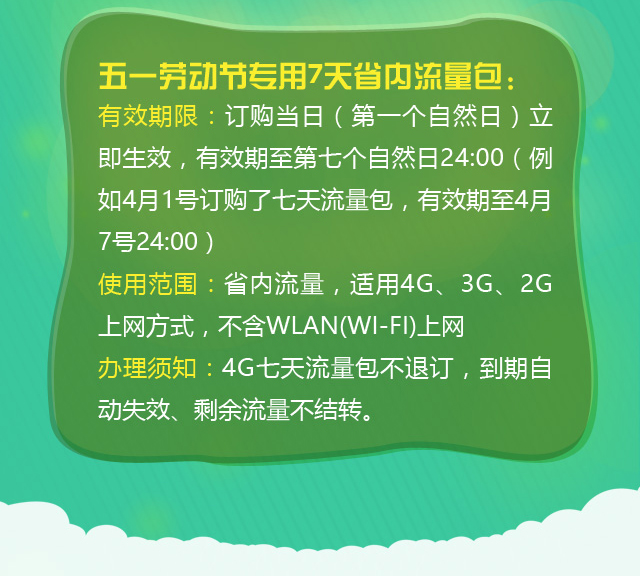 五一劳动节专用7天省内流量包：
有效期限：订购当日（第一个自然日）立
即生效，有效期至第七个自然日24:00（例
如4月1号订购了七天流量包，有效期至4月
7号24:00）
使用范围：省内流量，适用4G、3G、2G
上网方式，不含WLAN(WI-FI)上网
办理须知：4G七天流量包不退订，到期自
动失效、剩余流量不结转。